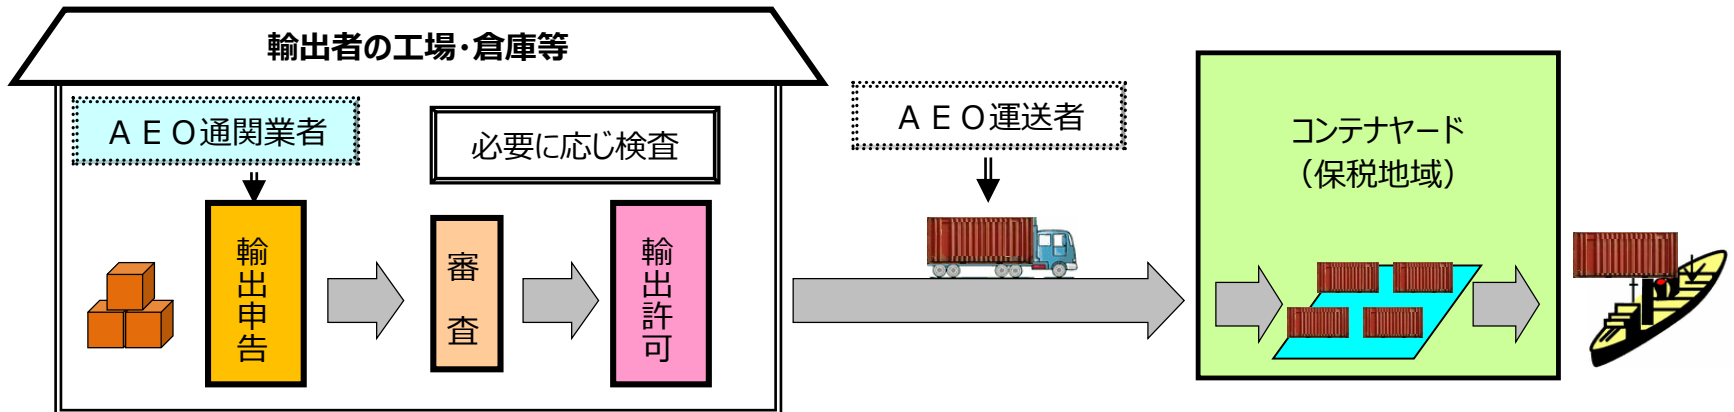 輸出者の工場・倉庫等
ＡＥＯ通関業者
必要に応じ検査
輸出申告
審査
輸出許可
ＡＥＯ運送者
コンテナヤード
（保税地域）